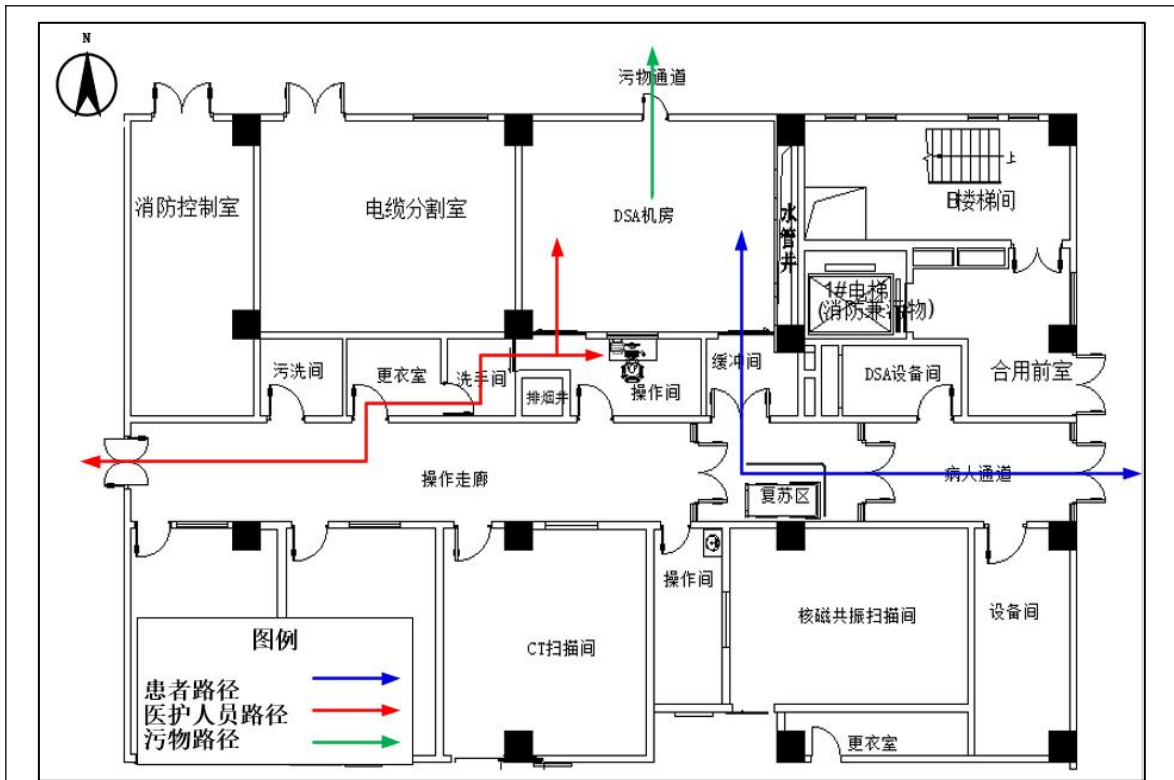 N
污物通道
消防控制室
电缆分割室
DSA机房
水管井
上
B楼梯间
1#电梯
(消防兼污物)
污洗间
更衣室
洗手间
排烟井
操作间
缓冲间
DSA设备间
合用前室
操作走廊
复苏区
病人通道
操作间
CT扫描间
核磁共振扫描间
设备间
更衣室
图例
患者路径
医护人员路径
污物路径